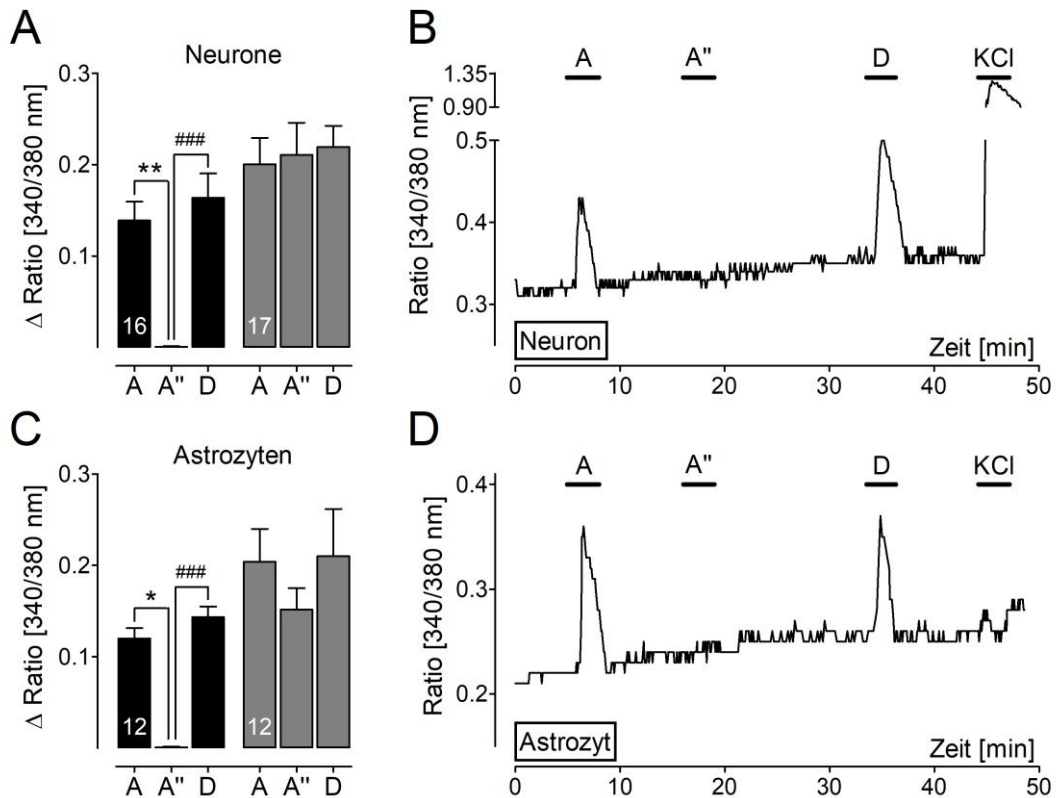 A
Neurone
Δ Ratio [340/380 nm]
0.3
0.2
0.1
**
###
16
17
A A" D A A" D
B
A A" D KCl
Ratio [340/380 nm]
1.35
0.90
0.5
0.4
0.3
Neuron
Zeit [min]
0 10 20 30 40 50
C
Astrozyten
Δ Ratio [340/380 nm]
0.3
0.2
0.1
*
###
12
12
A A" D A A" D
D
A A" D KCl
Ratio [340/380 nm]
0.4
0.3
0.2
Astrozyt
Zeit [min]
0 10 20 30 40 50